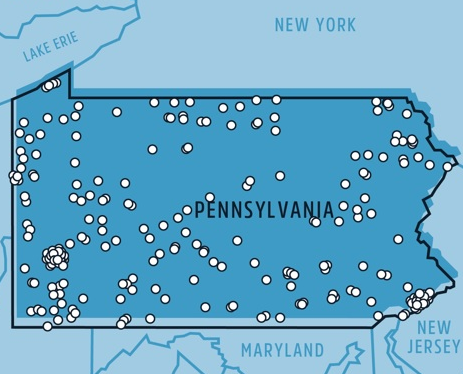 NEW YORK
LAKE ERIE
PENNSYLVANIA
NEW
JERSEY
MARYLAND